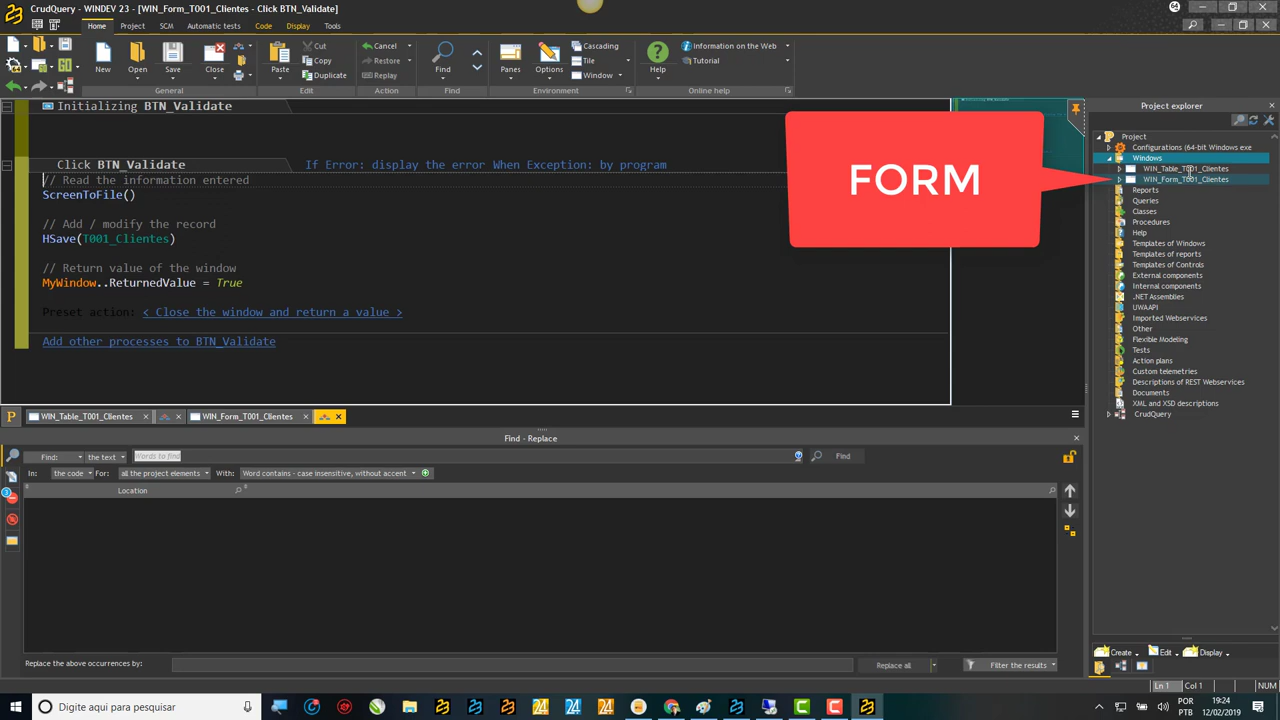 CrudQuery - WINDEV 23 - [WIN_Form_T001_Clientes - Click BTN_Validate]
64
Home Project SCM Automatic tests Code Display Tools
GO
New Open Save Close
Paste Cut Copy Duplicate
Cancel Restore Replay
Find
Panes Options Cascading Tile Window
Help Information on the Web Tutorial
General Edit Action Find Environment Online help
Initializing BTN_Validate
Click BTN_Validate If Error: display the error When Exception: by program
// Read the information entered
ScreenToFile()
// Add / modify the record
HSave(T001_Clientes)
// Return value of the window
MyWindow..ReturnedValue = True
Preset action: < Close the window and return a value >
Add other processes to BTN_Validate
FORM
Project explorer
Project
Configurations (64-bit Windows exe
Windows
WIN_Table_T001_Clientes
WIN_Form_T001_Clientes
Reports
Queries
Classes
Procedures
Help
Templates of Windows
Templates of reports
Templates of Controls
External components
Internal components
.NET Assemblies
UWAAPI
Imported Webservices
Other
Flexible Modeling
Tests
Action plans
Custom telemetries
Descriptions of REST Webservices
Documents
XML and XSD descriptions
CrudQuery
P WIN_Table_T001_Clientes WIN_Form_T001_Clientes
Find - Replace
Find: the text Words to find Find
In: the code For: all the project elements With: Word contains - case insensitive, without accent
Location
3
Replace the above occurrences by: Replace all Filter the results
Create Edit Display
Ln 1 Col 1 NUM
Digite aqui para pesquisar
24 24 24
POR
PTB
19:24
12/02/2019